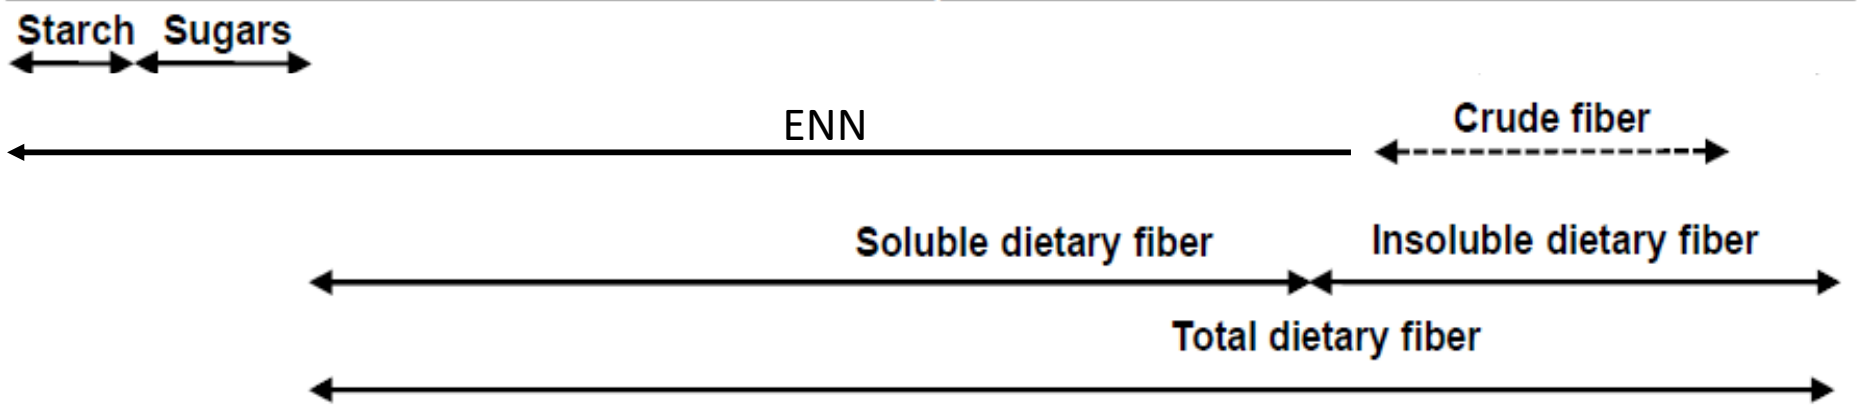 Starch Sugars
ENN
Crude fiber
Soluble dietary fiber
Insoluble dietary fiber
Total dietary fiber